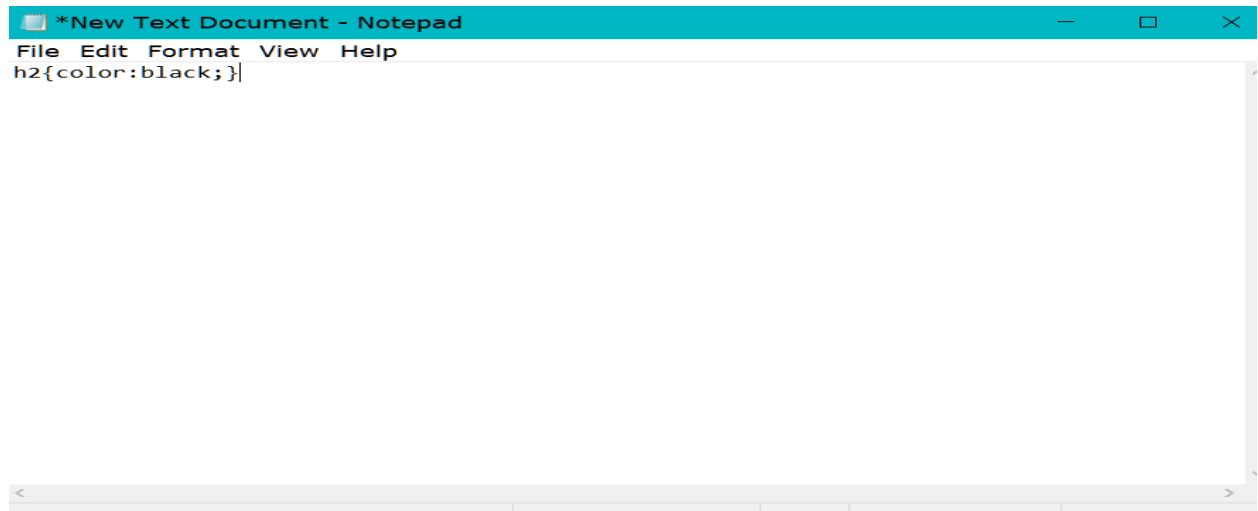 *New Text Document - Notepad
File Edit Format View Help
h2{color:black;}